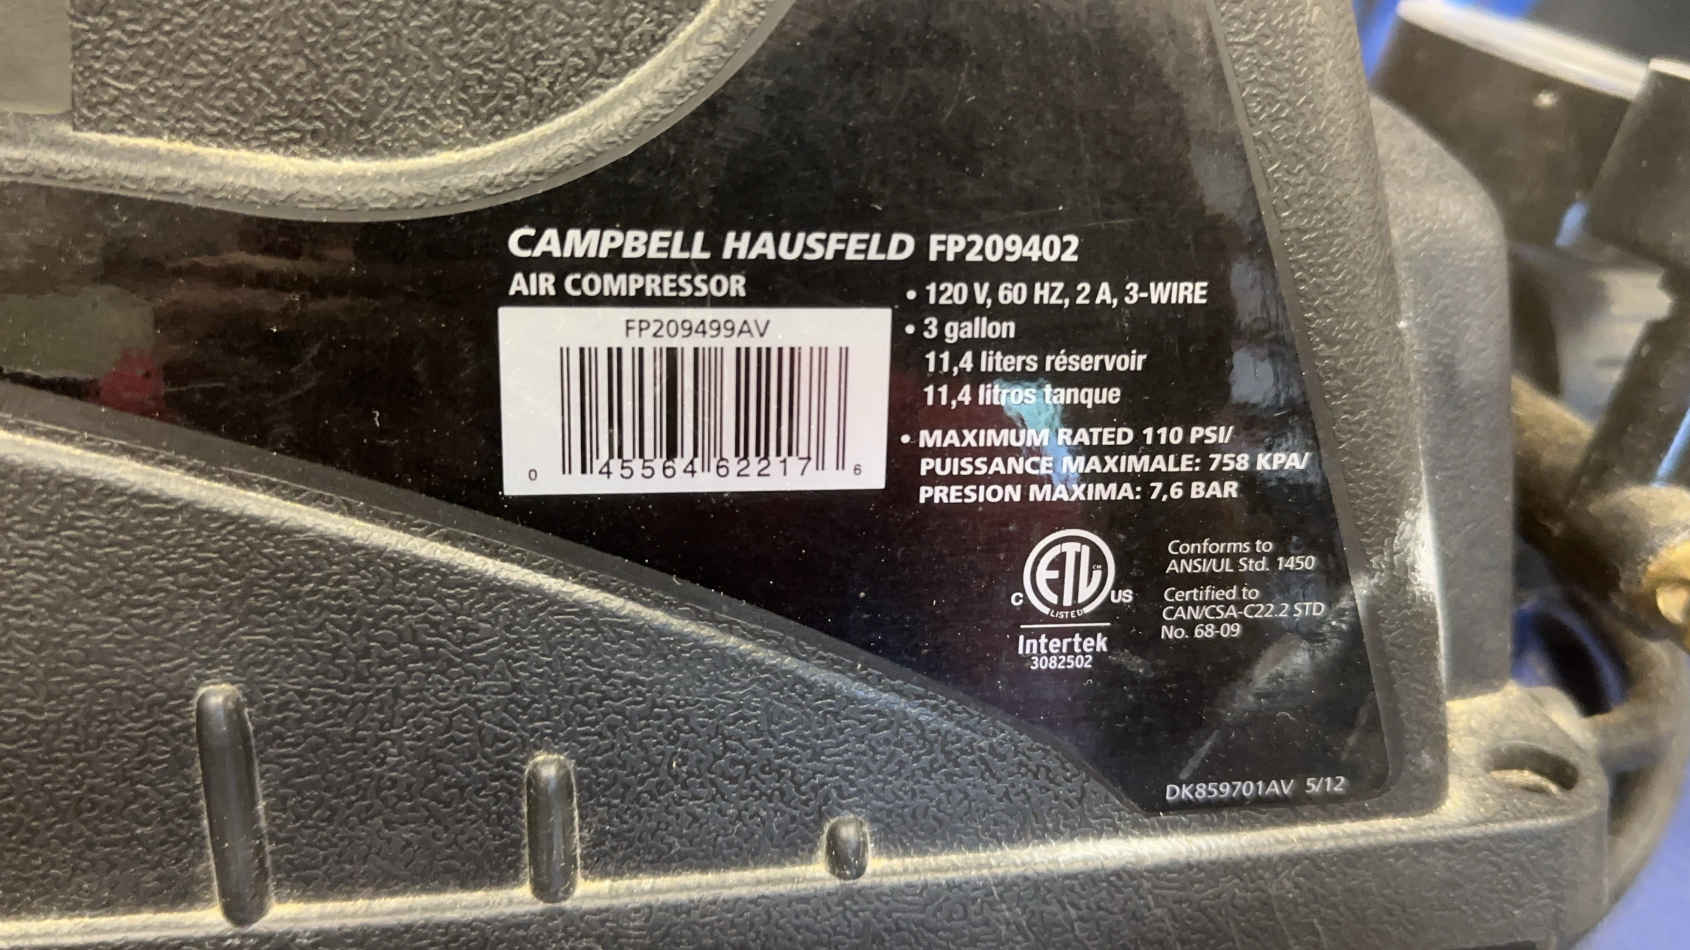 CAMPBELL HAUSFELD FP209402
AIR COMPRESSOR
FP209499AV
0 45564 62217 6
• 120 V, 60 HZ, 2 A, 3-WIRE
• 3 gallon
11,4 liters réservoir
11,4 litros tanque
• MAXIMUM RATED 110 PSI/
PUISSANCE MAXIMALE: 758 KPA/
PRESION MAXIMA: 7,6 BAR
ETL CM
C US
LISTED
Intertek
3082502
Conforms to
ANSI/UL Std. 1450
Certified to
CAN/CSA-C22.2 STD
No. 68-09
DK859701AV 5/12